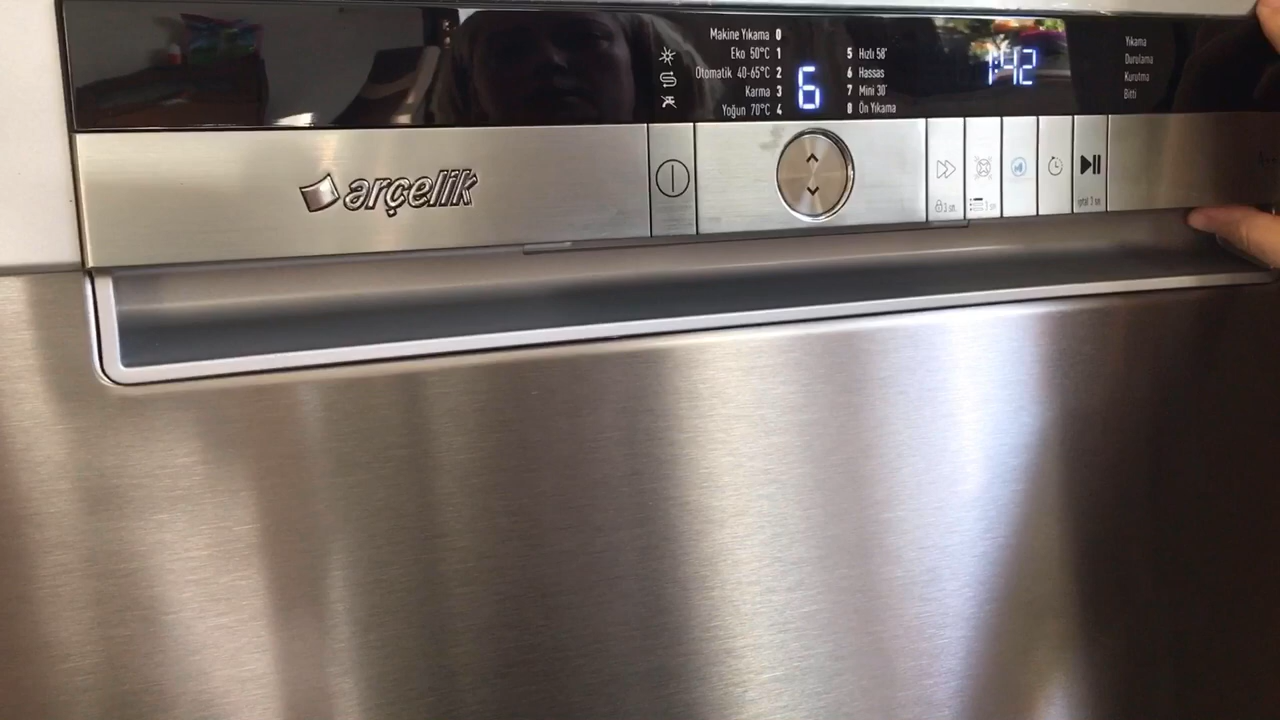 Makine Yıkama 0
Eko 50°C 1
Otomatik 40-65°C 2
Karma 3
Yoğun 70°C 4
6
5 Hızlı 58'
6 Hassas
7 Mini 30'
8 Ön Yıkama
1:42
Yıkama
Durulama
Kurutma
Bitti
arçelik
3 sn.
3 sn.
iptal 3 sn.